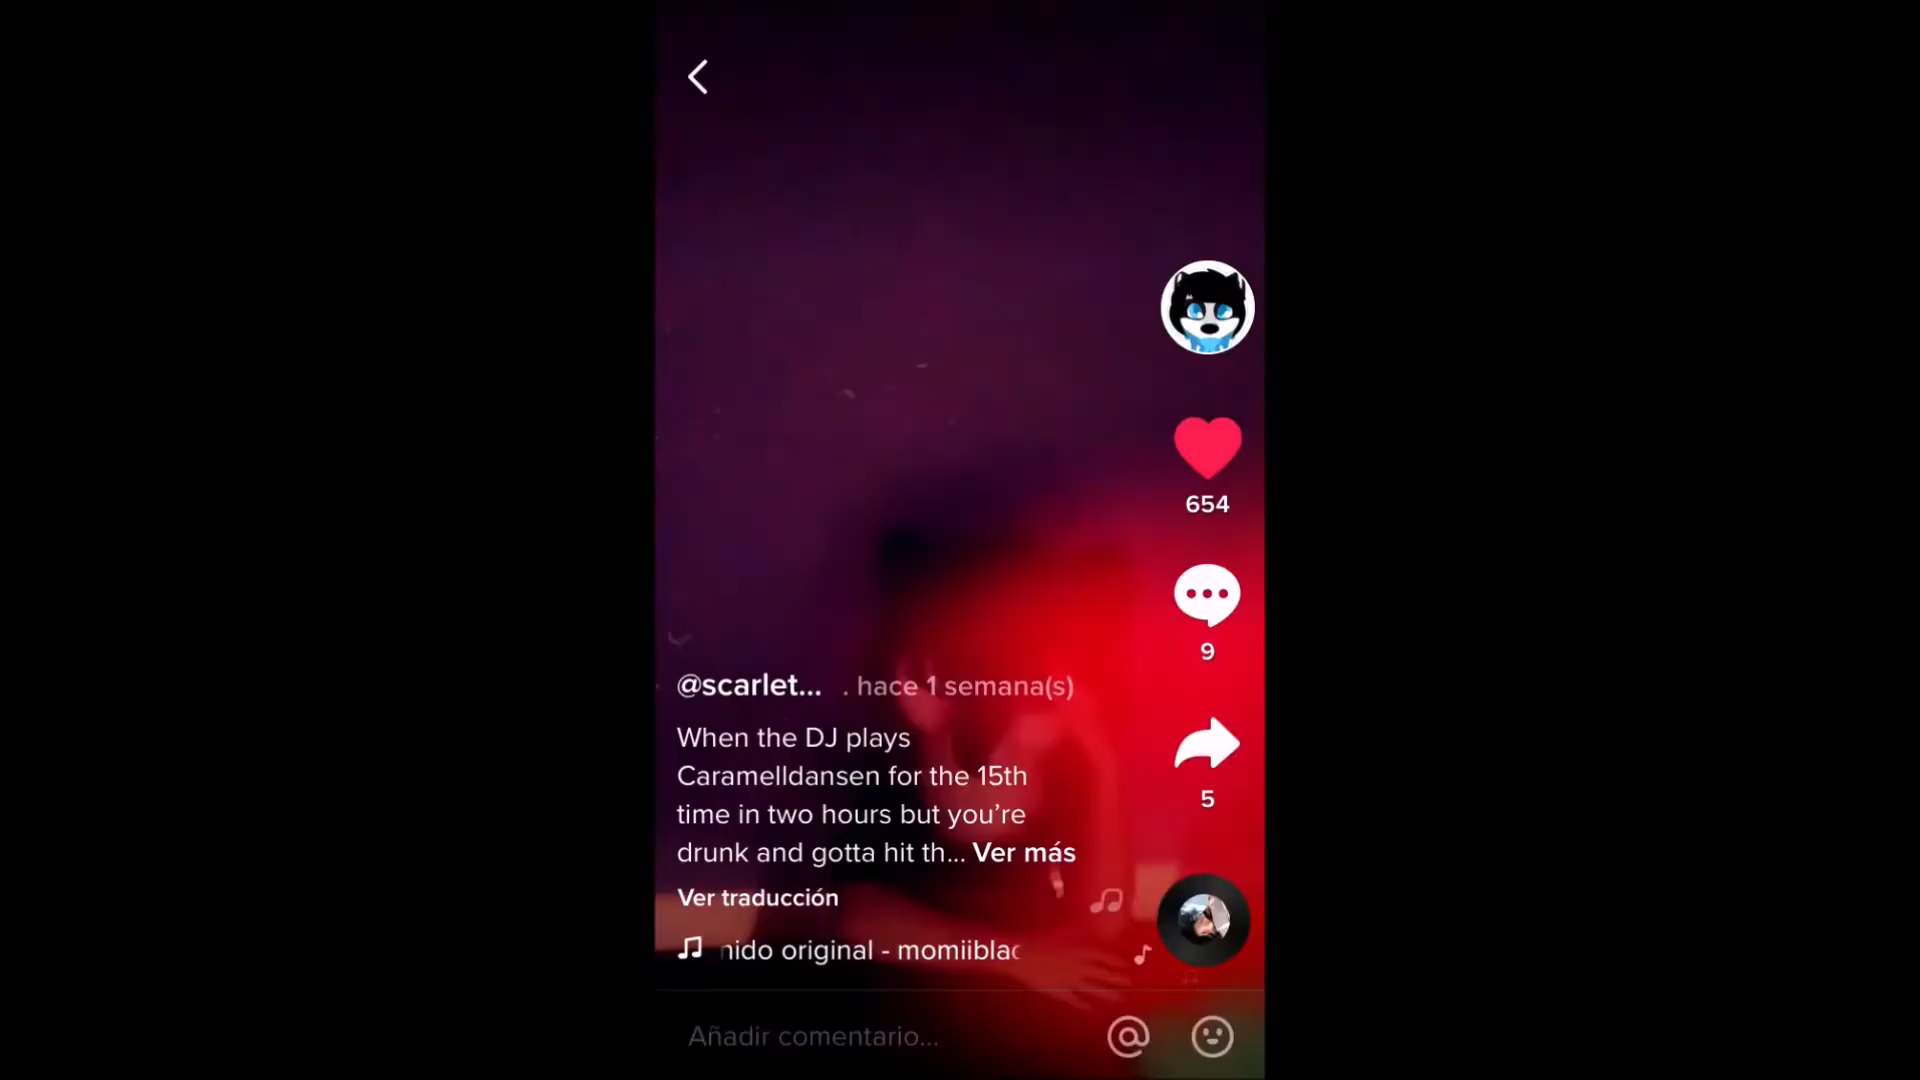 654
9
@scarlet... . hace 1 semana(s)
When the DJ plays
Caramelldansen for the 15th
time in two hours but you’re
drunk and gotta hit th... Ver más
5
Ver traducción
nido original - momiiblac
Añadir comentario...